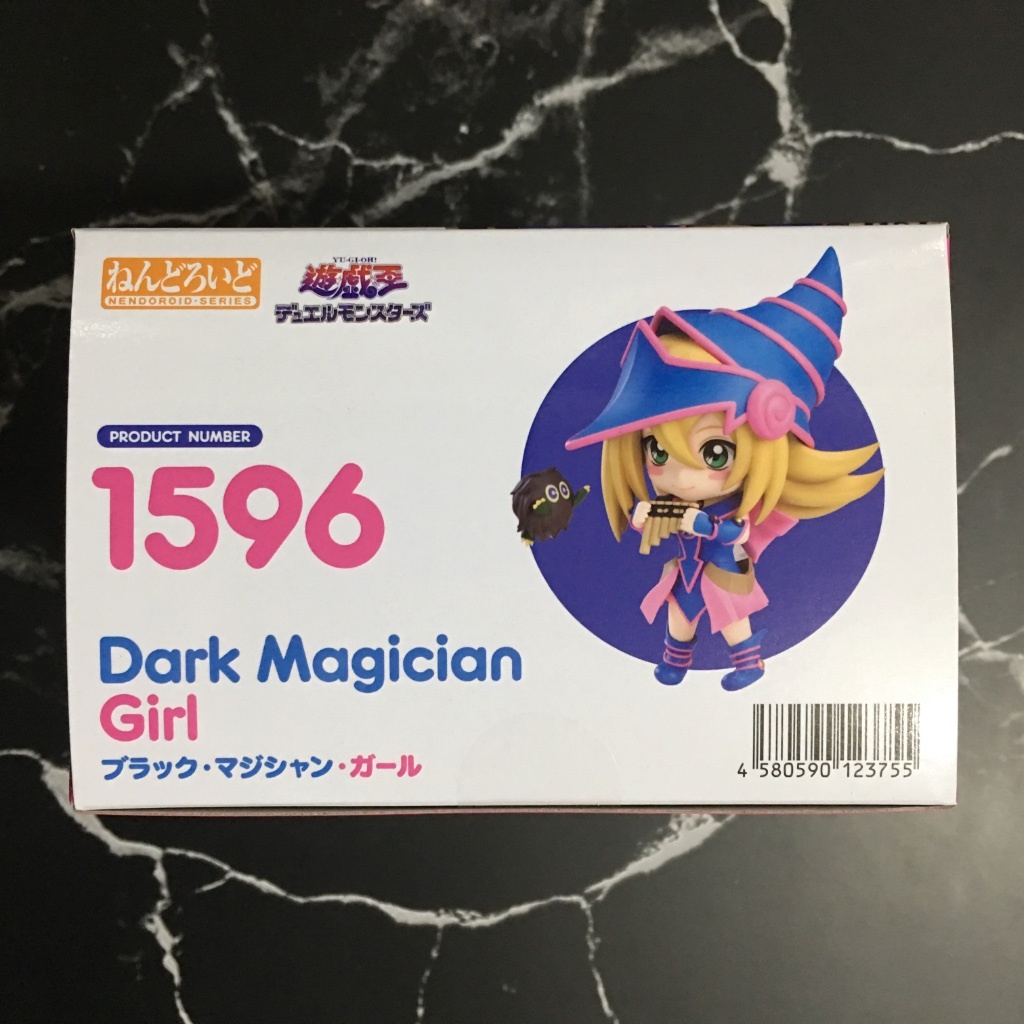 ねんどろいど
NENDOROID·SERIES
YU-GI-OH!
遊戯王
デュエルモンスターズ
PRODUCT NUMBER
1596
Dark Magician
Girl
ブラック・マジシャン・ガール
4 580590 123755